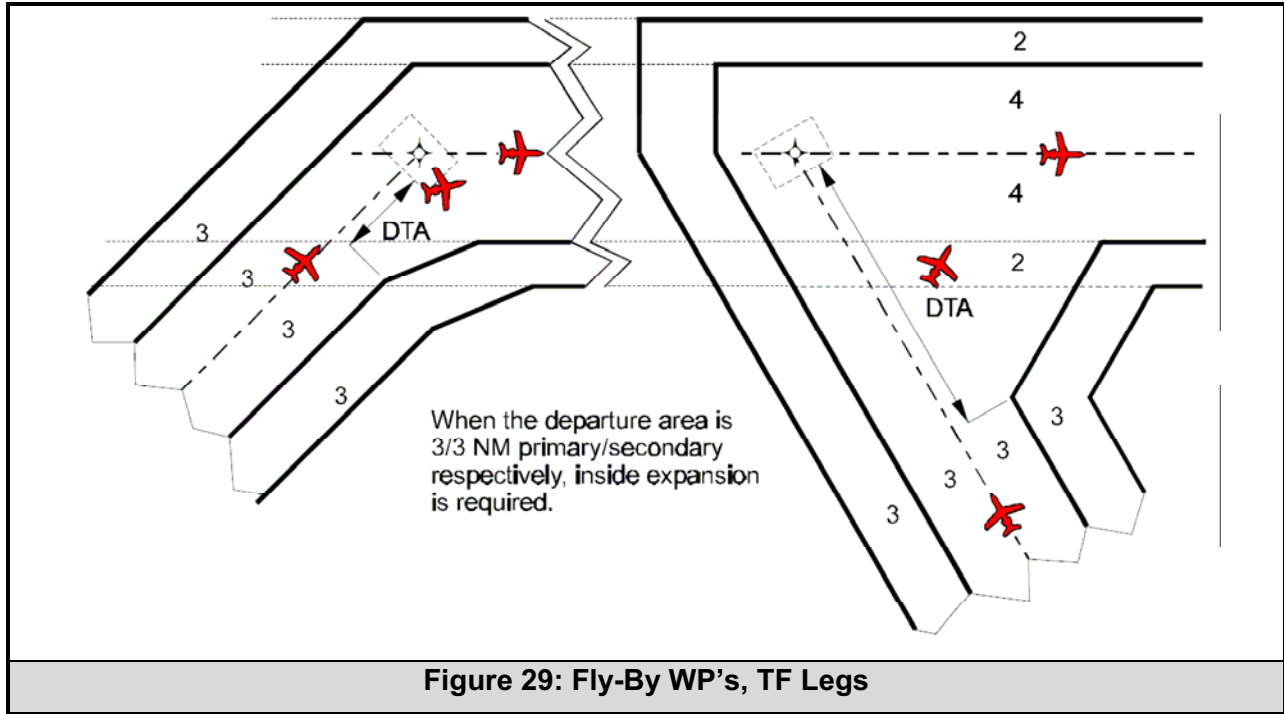 2
4
4
2
3
3
DTA
3
3
DTA
3
3
3
3
When the departure area is
3/3 NM primary/secondary
respectively, inside expansion
is required.
Figure 29: Fly-By WP's, TF Legs